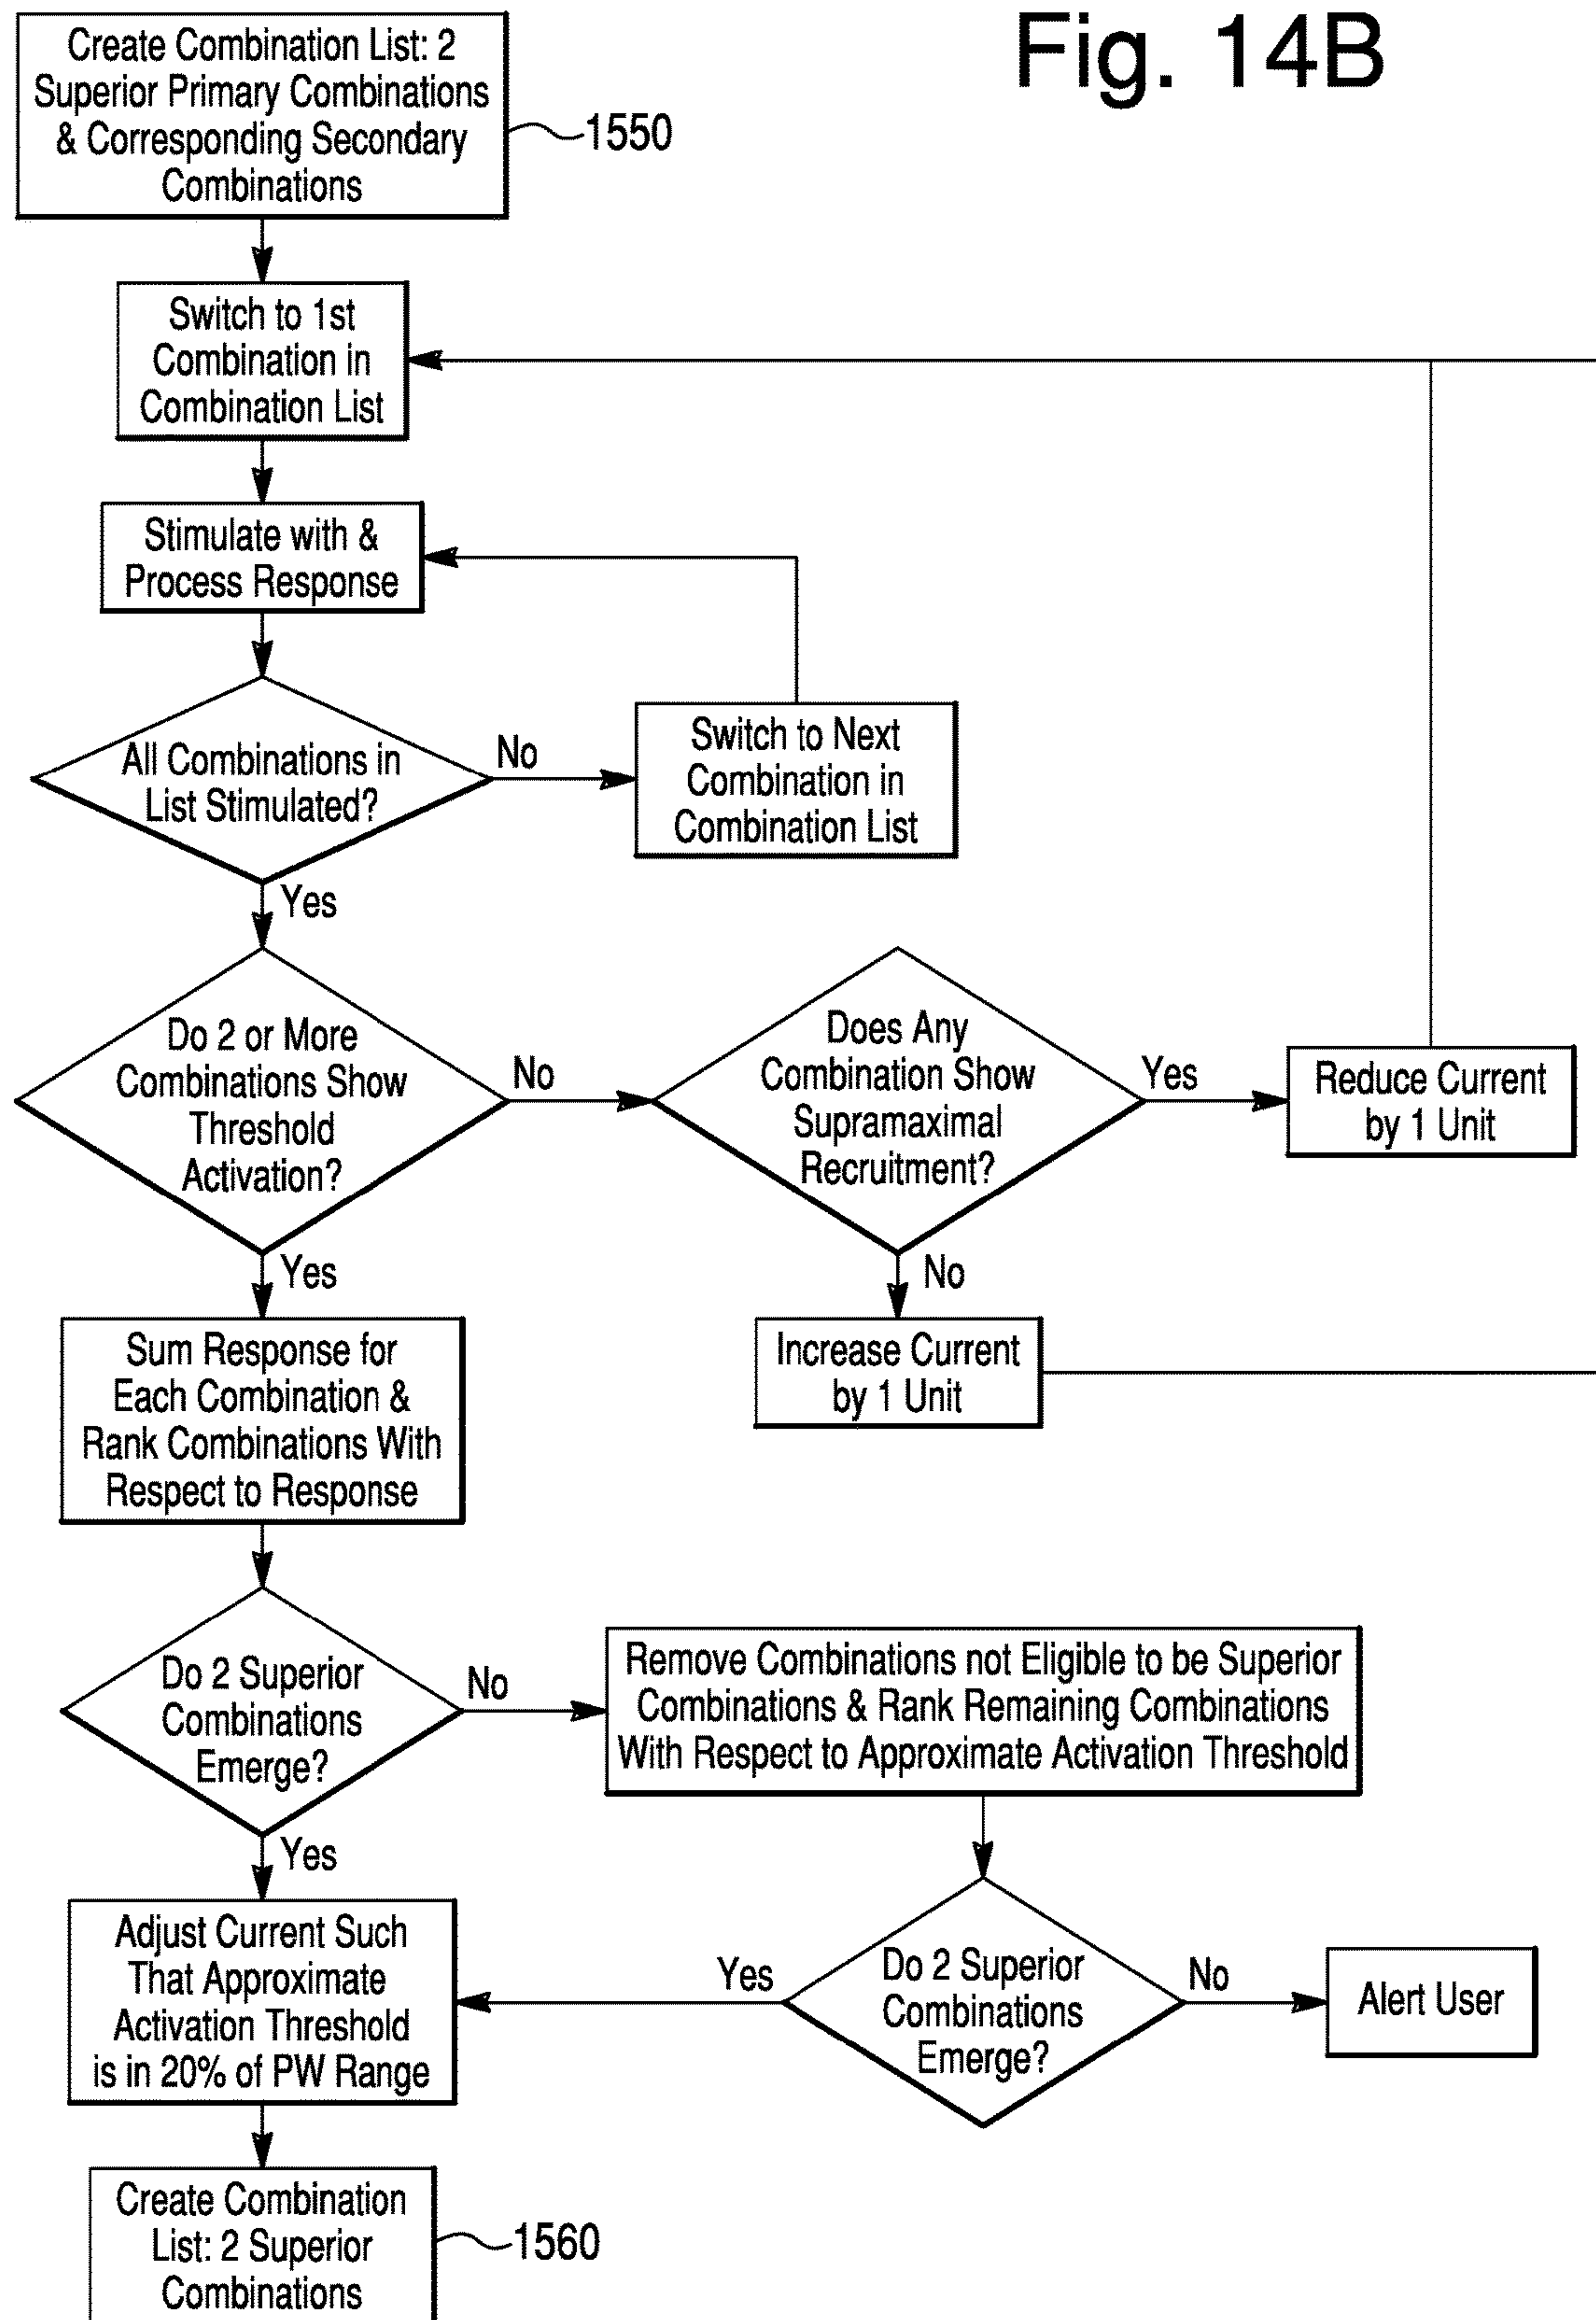 Fig. 14B
Create Combination List: 2
Superior Primary Combinations
& Corresponding Secondary
Combinations
1550
Switch to 1st
Combination in
Combination List
Stimulate with &
Process Response
All Combinations in
List Stimulated?
No
Switch to Next
Combination in
Combination List
Yes
Do 2 or More
Combinations Show
Threshold
Activation?
No
Does Any
Combination Show
Supramaximal
Recruitment?
Yes
Reduce Current
by 1 Unit
Yes
No
Increase Current
by 1 Unit
Sum Response for
Each Combination &
Rank Combinations With
Respect to Response
Do 2 Superior
Combinations
Emerge?
No
Remove Combinations not Eligible to be Superior
Combinations & Rank Remaining Combinations
With Respect to Approximate Activation Threshold
Yes
Adjust Current Such
That Approximate
Activation Threshold
is in 20% of PW Range
Yes
Do 2 Superior
Combinations
Emerge?
No
Alert User
Create Combination
List: 2 Superior
Combinations
1560